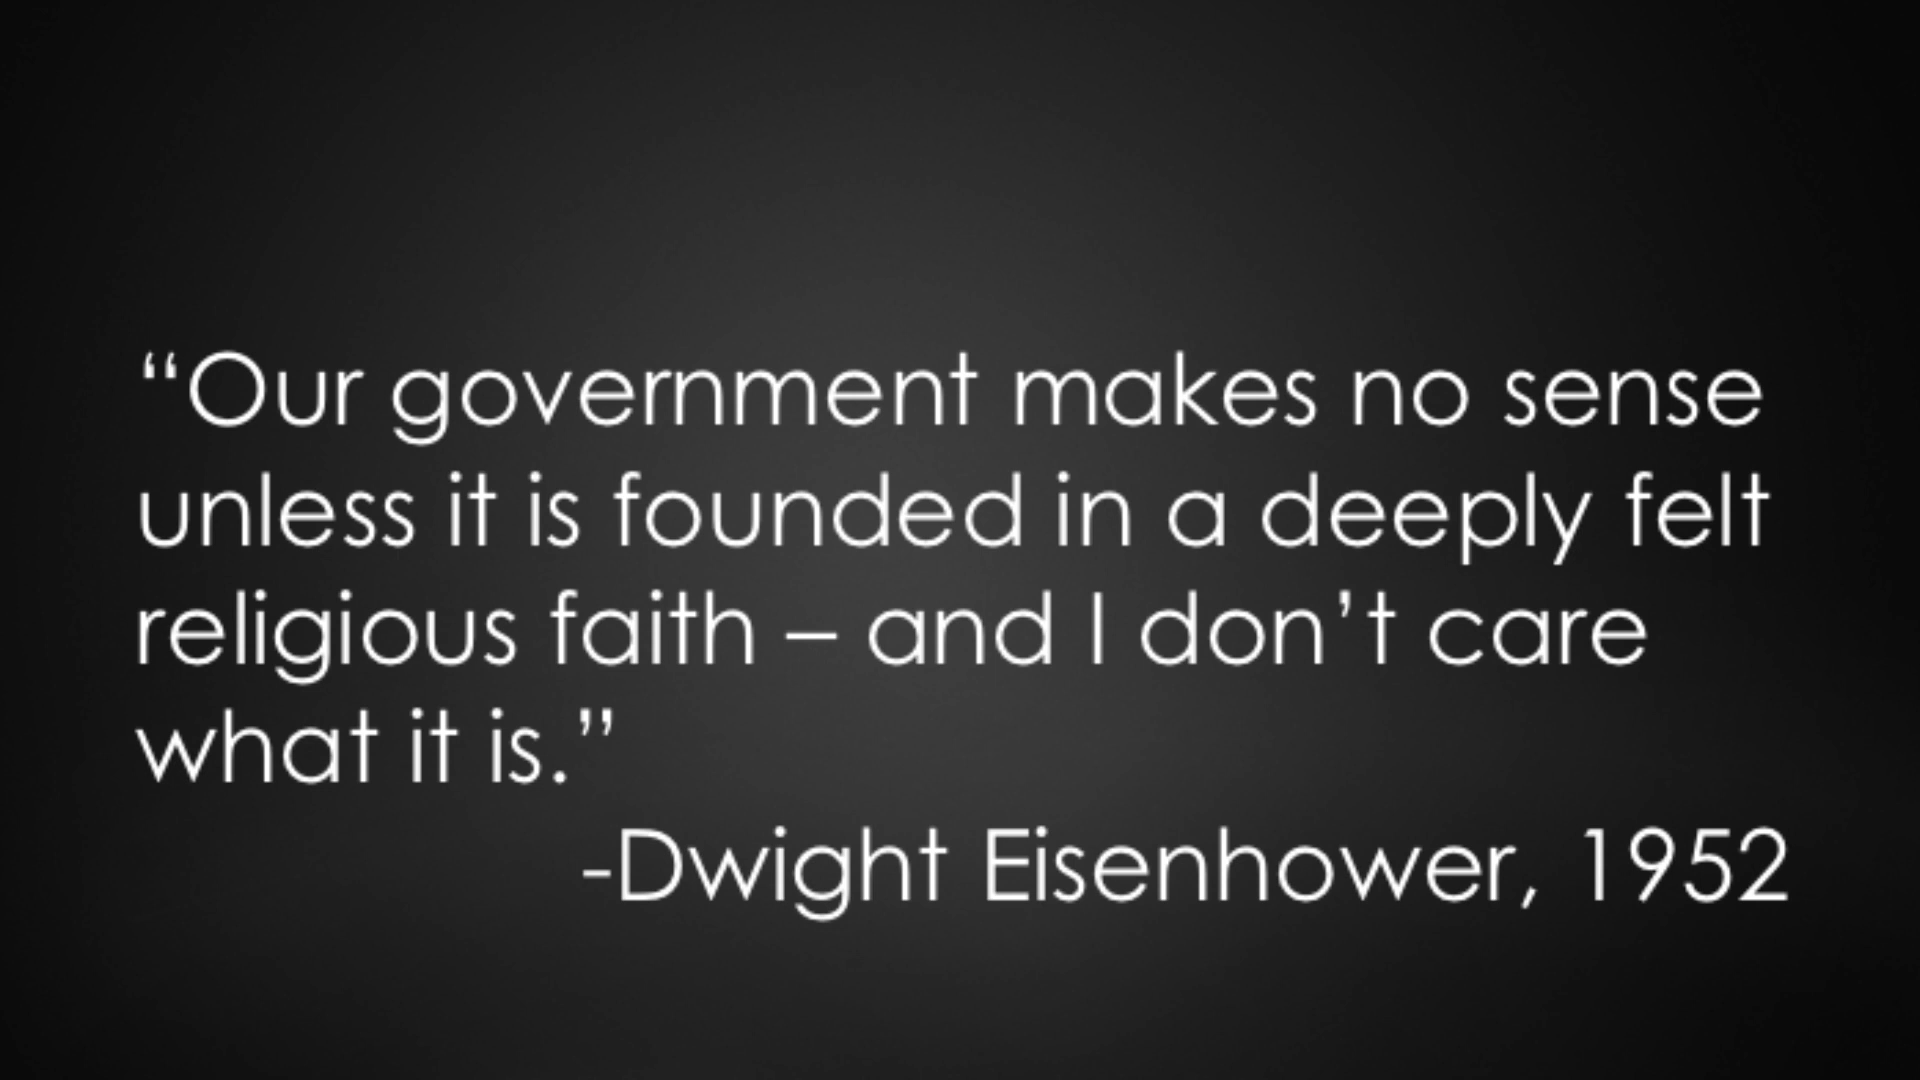 “Our government makes no sense
unless it is founded in a deeply felt
religious faith – and I don’t care
what it is.”
-Dwight Eisenhower, 1952